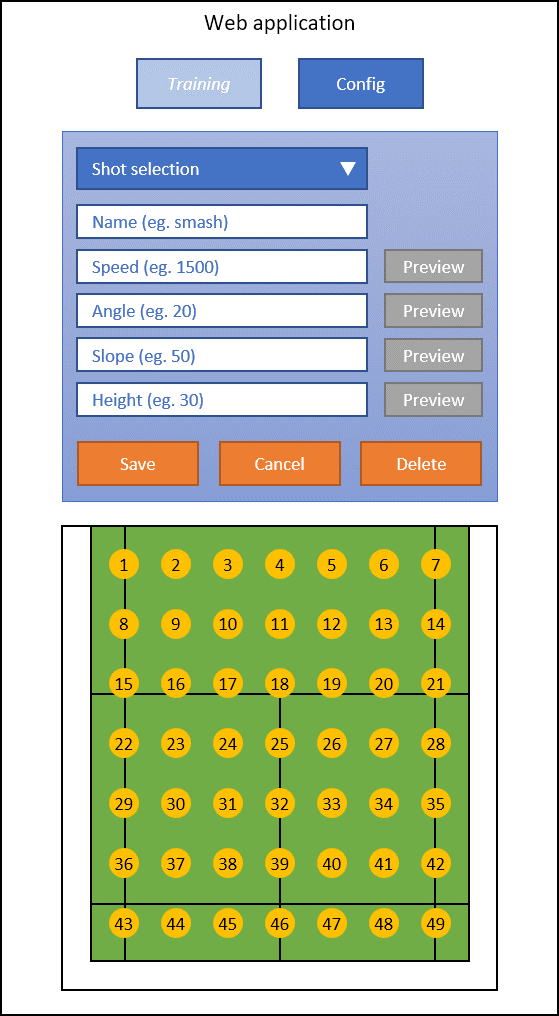 Web application
Training Config
Shot selection
Name (eg. smash)
Speed (eg. 1500) Preview
Angle (eg. 20) Preview
Slope (eg. 50) Preview
Height (eg. 30) Preview
Save Cancel Delete
1 2 3 4 5 6 7
8 9 10 11 12 13 14
15 16 17 18 19 20 21
22 23 24 25 26 27 28
29 30 31 32 33 34 35
36 37 38 39 40 41 42
43 44 45 46 47 48 49